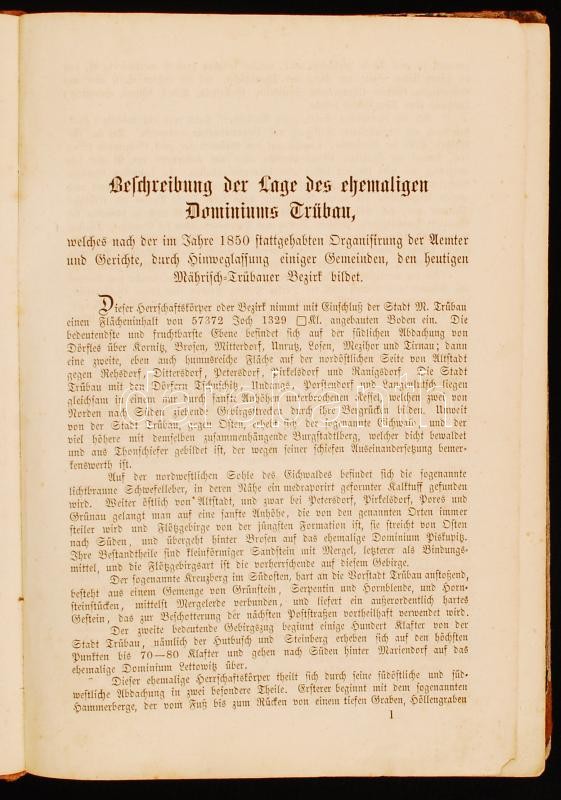 Beſchreibung der Lage des ehemaligen
Dominiums Trübau,
welches nach der im Jahre 1850 ſtattgehabten Organiſirung der Aemter
und Gerichte, durch Hinweglaſſung einiger Gemeinden, den heutigen
Mähriſch-Trübauer Bezirk bildet.
Dieſer Herrſchaftskörper oder Bezirk nimmt mit Einſchluß der Stadt M. Trübau
einen Flächeninhalt von 57372 Joch 1329 □Kl. angebauten Boden ein. Die
bedeutendſte und fruchtbarſte Ebene befindet ſich auf der ſüdlichen Abdachung von
Dörfles über Kornitz, Broſen, Mitterdorf, Unrutz, Loſen, Mezihor und Tirnau; dann
eine zweite, eben auch humusreiche Fläche auf der nordöſtlichen Seite von Altſtadt
gegen Rehsdorf, Dittersdorf, Petersdorf, Pirkelsdorf und Ranigsdorf. Die Stadt
Trübau mit den Dörfern Tſchuſchitz, Undangs, Porſtendorf und Langenlutſch liegen
gleichſam in einem nur durch ſanfte Anhöhen unterbrochenen Keſſel, welchen zwei von
Norden nach Süden ziehende Gebirgsſtrecken durch ihre Bergrücken bilden. Unweit
von der Stadt Trübau, gegen Oſten, erhebt ſich der ſogenannte Eichwald, und der
viel höhere mit demſelben zuſammenhängende Burgſtadtlberg, welcher dicht bewaldet
und aus Thonſchiefer gebildet iſt, der wegen ſeiner ſchiefen Auseinanderſetzung bemer-
kenswerth iſt.
Auf der nordweſtlichen Sohle des Eichwaldes befindet ſich die ſogenannte
lichtbraune Schwefelleber, in deren Nähe ein medraporirt geformter Kalktuff gefunden
wird. Weiter öſtlich von Altſtadt, und zwar bei Petersdorf, Pirkelsdorf, Pores und
Grünau gelangt man auf eine ſanfte Anhöhe, die von den genannten Orten immer
ſteiler wird und Flötzgebirge von der jüngſten Formation iſt, ſie ſtreicht von Oſten
nach Süden, und übergeht hinter Broſen auf das ehemalige Dominium Piskupitz.
Ihre Beſtandtheile ſind kleinförmiger Sandſtein mit Mergel, letzterer als Bindungs-
mittel, und die Flötzgebirgsart iſt die vorherrſchende auf dieſem Gebirge.
Der ſogenannte Kreuzberg im Südoſten, hart an die Vorſtadt Trübau anſtoßend,
beſteht aus einem Gemenge von Grünſtein, Serpentin und Hornblende, und Horn-
ſteinſtücken, mittelſt Mergelerde verbunden, und liefert ein außerordentlich hartes
Geſtein, das zur Beſchotterung der nächſten Poſtſtraßen vortheilhaft verwendet wird.
Der zweite bedeutende Gebirgszug beginnt einige Hundert Klafter von der
Stadt Trübau, nämlich der Hutbuſch und Steinberg erheben ſich auf den höchſten
Punkten bis 70—80 Klafter und gehen nach Süden hinter Mariendorf auf das
ehemalige Dominium Lettowitz über.
Dieſer ehemalige Herrſchaftskörper theilt ſich durch ſeine ſüdöſtliche und ſüd-
weſtliche Abdachung in zwei beſondere Theile. Erſterer beginnt mit dem ſogenannten
Hammerberge, der vom Fuß bis zum Rücken von einem tiefen Graben, Höllengraben
1